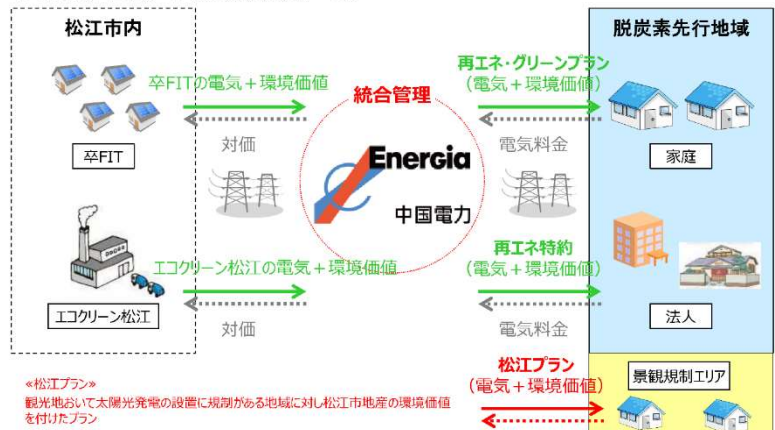 松江市内
卒FIT
エコクリーン松江
卒FITの電気＋環境価値
対価
エコクリーン松江の電気＋環境価値
対価
統合管理
Energia
中国電力
再エネ・グリーンプラン
（電気＋環境価値）
電気料金
再エネ特約
（電気＋環境価値）
電気料金
松江プラン
（電気＋環境価値）
脱炭素先行地域
家庭
法人
景観規制エリア
≪松江プラン≫
観光地おいて太陽光発電の設置に規制がある地域に対し松江市地産の環境価値
を付けたプラン